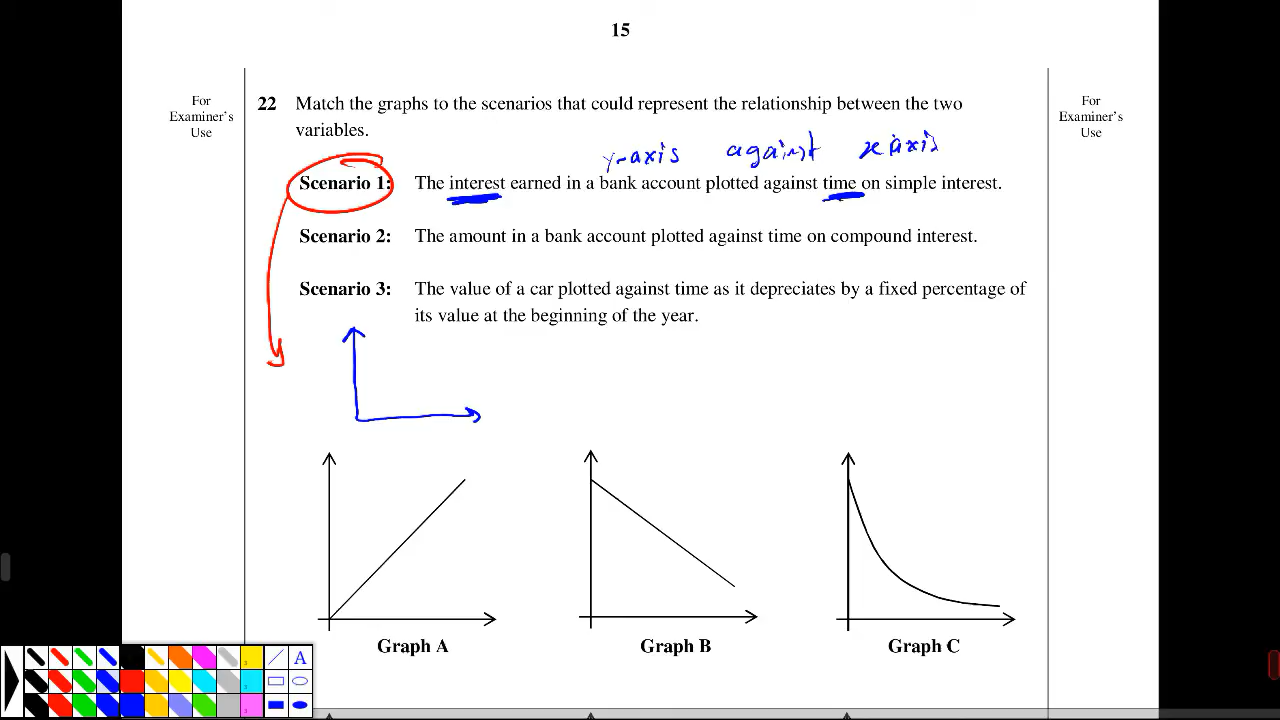 15
For
Examiner's
Use
For
Examiner's
Use
22 Match the graphs to the scenarios that could represent the relationship between the two
variables.
y-axis against x axis
Scenario 1: The interest earned in a bank account plotted against time on simple interest.
Scenario 2: The amount in a bank account plotted against time on compound interest.
Scenario 3: The value of a car plotted against time as it depreciates by a fixed percentage of
its value at the beginning of the year.
Graph A Graph B Graph C
A